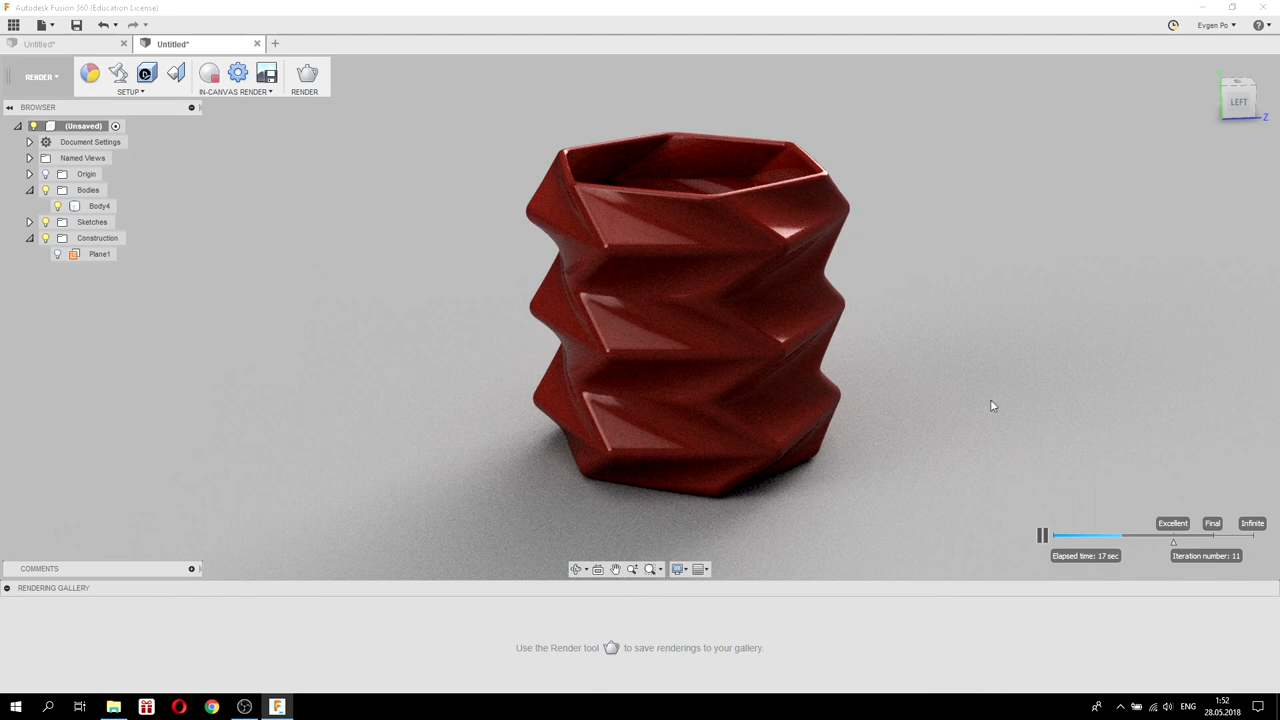 Autodesk Fusion 360 (Education License)
Evgen Po
Untitled*
Untitled*
RENDER
SETUP
IN-CANVAS RENDER
RENDER
LEFT
Z
BROWSER
(Unsaved)
Document Settings
Named Views
Origin
Bodies
Body4
Sketches
Construction
Plane1
Excellent
Final
Infinite
Elapsed time: 17 sec
Iteration number: 11
COMMENTS
RENDERING GALLERY
Use the Render tool to save renderings to your gallery.
ENG
1:52
28.05.2018